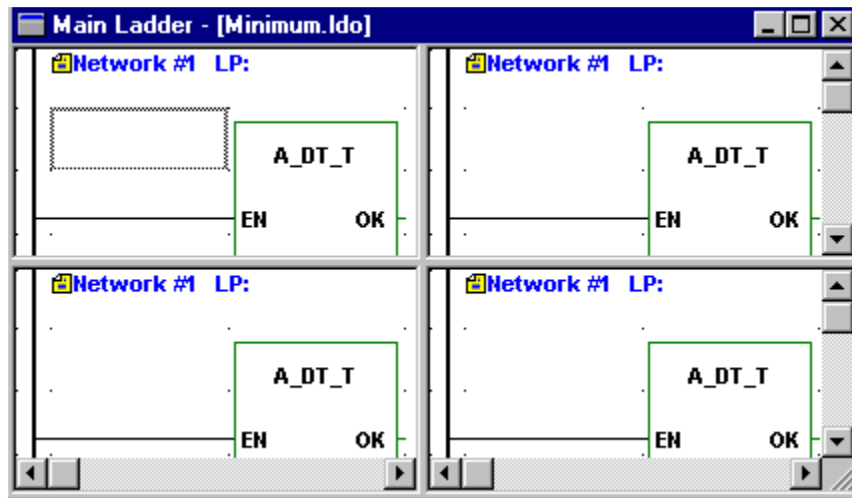 Main Ladder - [Minimum.ldo]
Network #1 LP:
A_DT_T
EN OK
Network #1 LP:
A_DT_T
EN OK
Network #1 LP:
A_DT_T
EN OK
Network #1 LP:
A_DT_T
EN OK